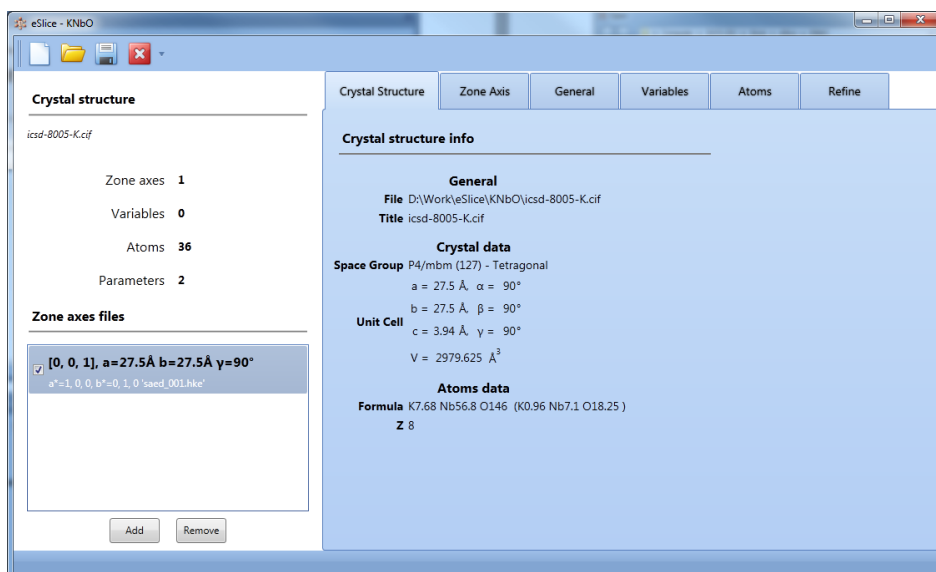 eSlice - KNbO
Crystal structure
icsd-8005-K.cif
Zone axes 1
Variables 0
Atoms 36
Parameters 2
Zone axes files
[0, 0, 1], a=27.5Å b=27.5Å γ=90°
a*=1, 0, 0, b*=0, 1, 0 'saed_001.hke'
Add Remove
Crystal Structure Zone Axis General Variables Atoms Refine
Crystal structure info
General
File D:\Work\eSlice\KNbO\icsd-8005-K.cif
Title icsd-8005-K.cif
Crystal data
Space Group P4/mbm (127) - Tetragonal
a = 27.5 Å, α = 90°
b = 27.5 Å, β = 90°
Unit Cell
c = 3.94 Å, γ = 90°
V = 2979.625 Å³
Atoms data
Formula K7.68 Nb56.8 O146 (K0.96 Nb7.1 O18.25 )
Z 8